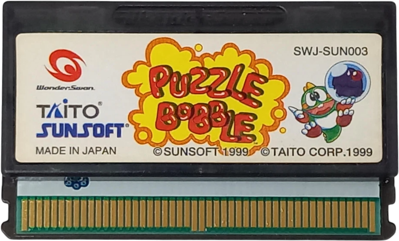 SWJ-SUN003
WonderSwan
PUZZLE
BOBBLE
TAITO
SUNSOFT
MADE IN JAPAN
©SUNSOFT 1999 ©TAITO CORP.1999